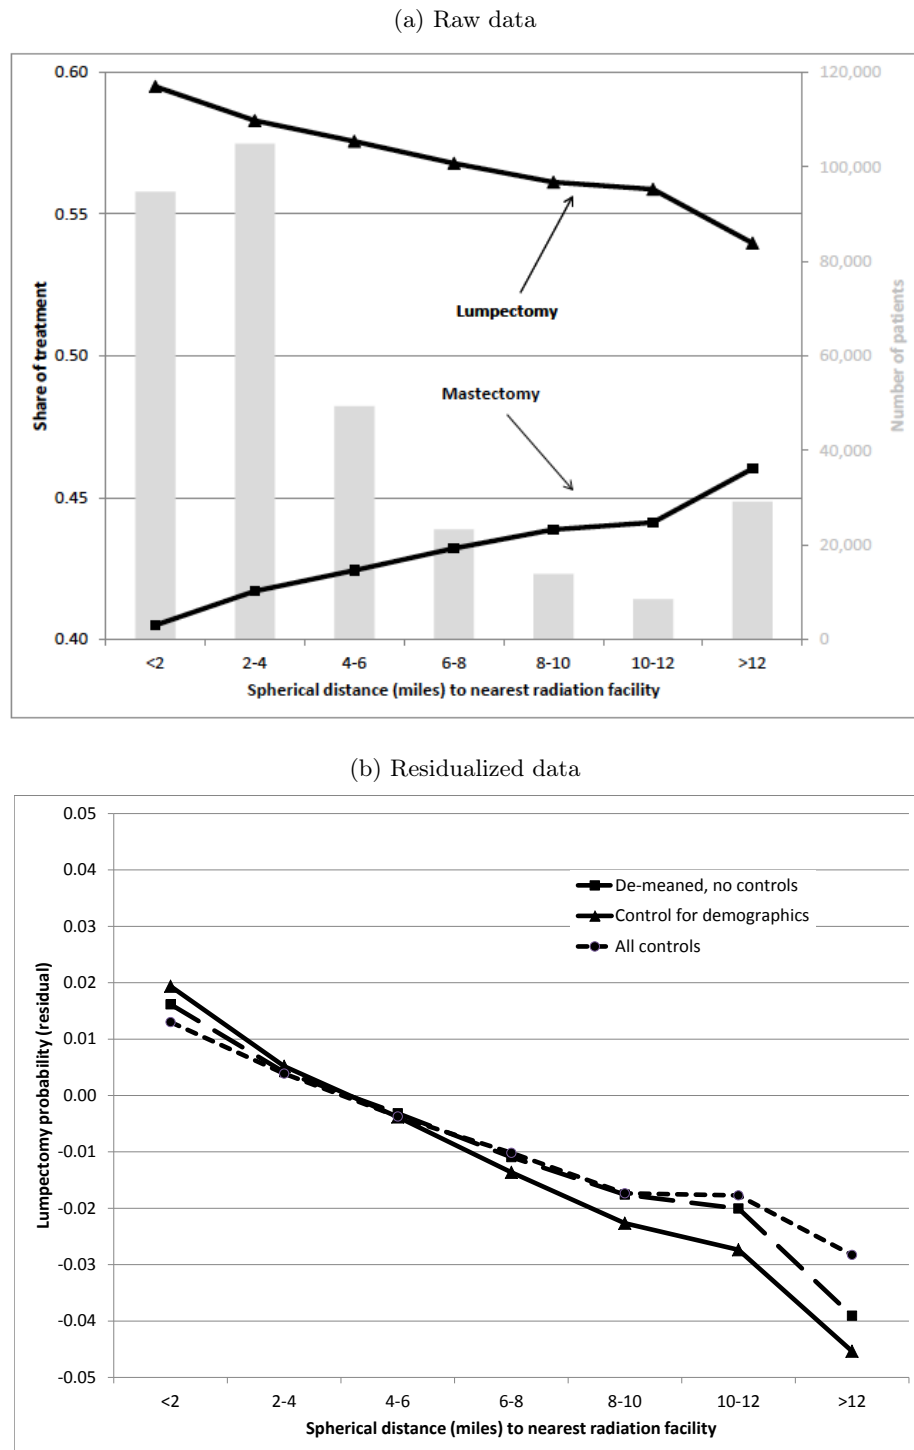 (a) Raw data
0.60
0.55
0.50
0.45
0.40
Share of treatment
120,000
100,000
80,000
60,000
40,000
20,000
0
Number of patients
Lumpectomy
Mastectomy
<2 2-4 4-6 6-8 8-10 10-12 >12
Spherical distance (miles) to nearest radiation facility
(b) Residualized data
0.05
0.04
0.03
0.02
0.01
0.00
-0.01
-0.02
-0.03
-0.04
-0.05
Lumpectomy probability (residual)
De-meaned, no controls
Control for demographics
All controls
<2 2-4 4-6 6-8 8-10 10-12 >12
Spherical distance (miles) to nearest radiation facility